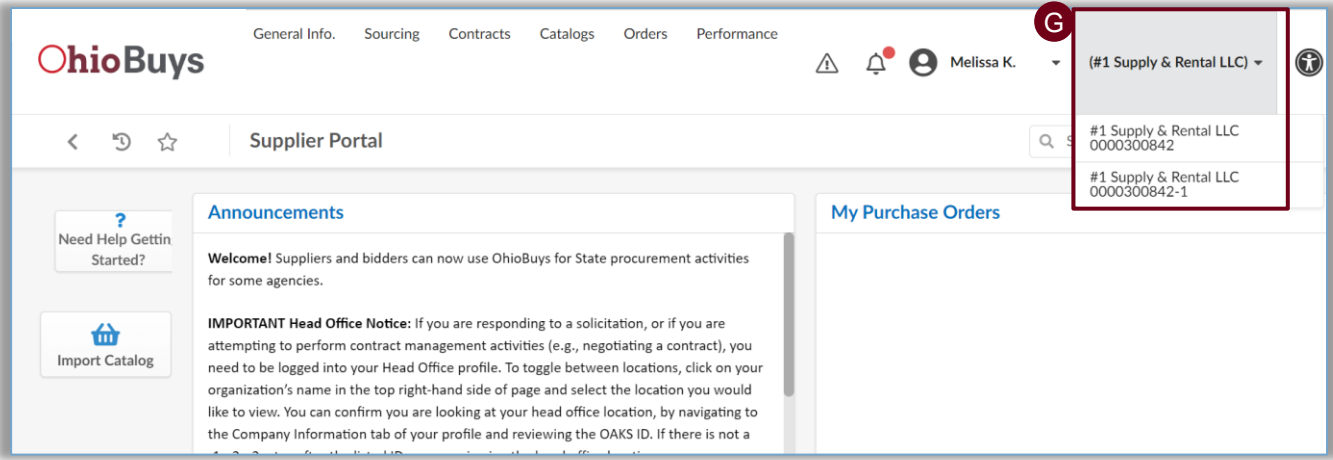 OhioBuys
General Info. Sourcing Contracts Catalogs Orders Performance
Melissa K.
G
(#1 Supply & Rental LLC)
#1 Supply & Rental LLC
0000300842
#1 Supply & Rental LLC
0000300842-1
Supplier Portal
S
?
Need Help Gettin
Started?
Import Catalog
Announcements
Welcome! Suppliers and bidders can now use OhioBuys for State procurement activities
for some agencies.
IMPORTANT Head Office Notice: If you are responding to a solicitation, or if you are
attempting to perform contract management activities (e.g., negotiating a contract), you
need to be logged into your Head Office profile. To toggle between locations, click on your
organization's name in the top right-hand side of page and select the location you would
like to view. You can confirm you are looking at your head office location, by navigating to
the Company Information tab of your profile and reviewing the OAKS ID. If there is not a
My Purchase Orders